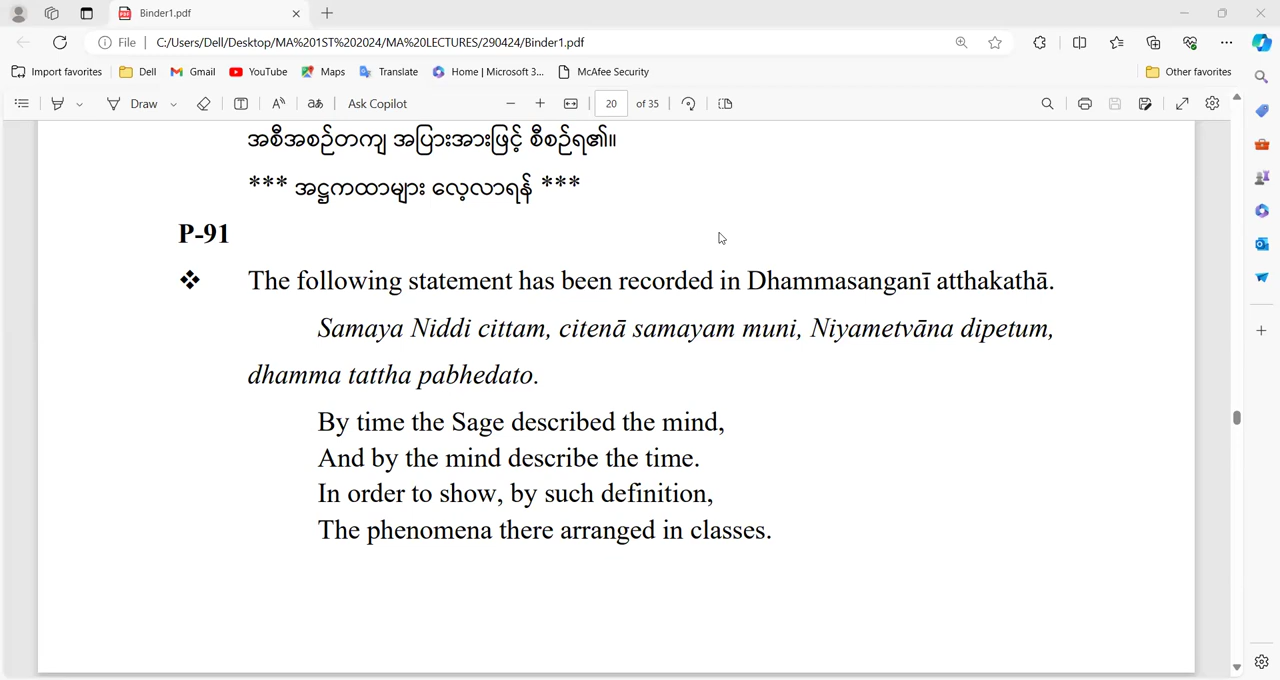 Binder1.pdf
File C:/Users/Dell/Desktop/MA%201ST%202024/MA%20LECTURES/290424/Binder1.pdf
Import favorites Dell Gmail YouTube Maps Translate Home | Microsoft 3... McAfee Security Other favorites
Draw Ask Copilot 20 of 35
အစီအစဉ်တကျ အပြားအားဖြင့် စီစဉ်ရ၏။
*** အဋ္ဌကထာများ လေ့လာရန် ***
P-91
❖ The following statement has been recorded in Dhammasanganī atthakathā.
Samaya Niddi cittam, citenā samayam muni, Niyametvāna dipetum,
dhamma tattha pabhedato.
By time the Sage described the mind,
And by the mind describe the time.
In order to show, by such definition,
The phenomena there arranged in classes.